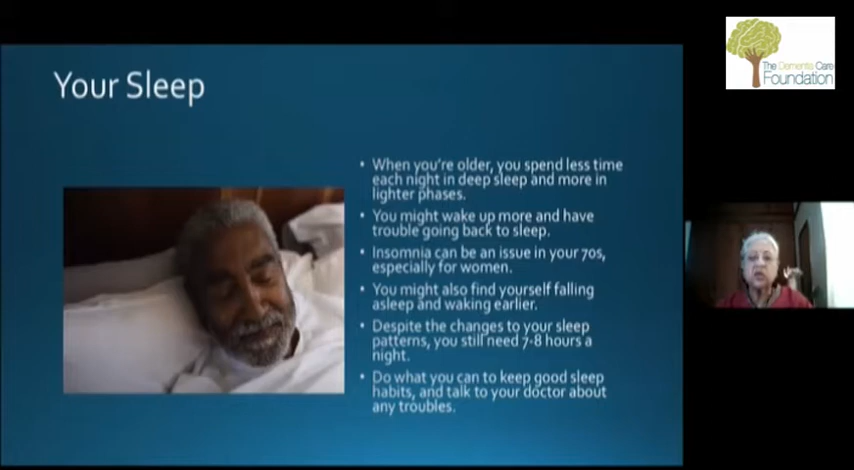 Your Sleep
• When you're older, you spend less time
each night in deep sleep and more in
lighter phases.
• You might wake up more and have
trouble going back to sleep.
• Insomnia can be an issue in your 70s,
especially for women.
• You might also find yourself falling
asleep and waking earlier.
• Despite the changes to your sleep
patterns, you still need 7-8 hours a
night.
• Do what you can to keep good sleep
habits, and talk to your doctor about
any troubles.
The Dementia Care
Foundation